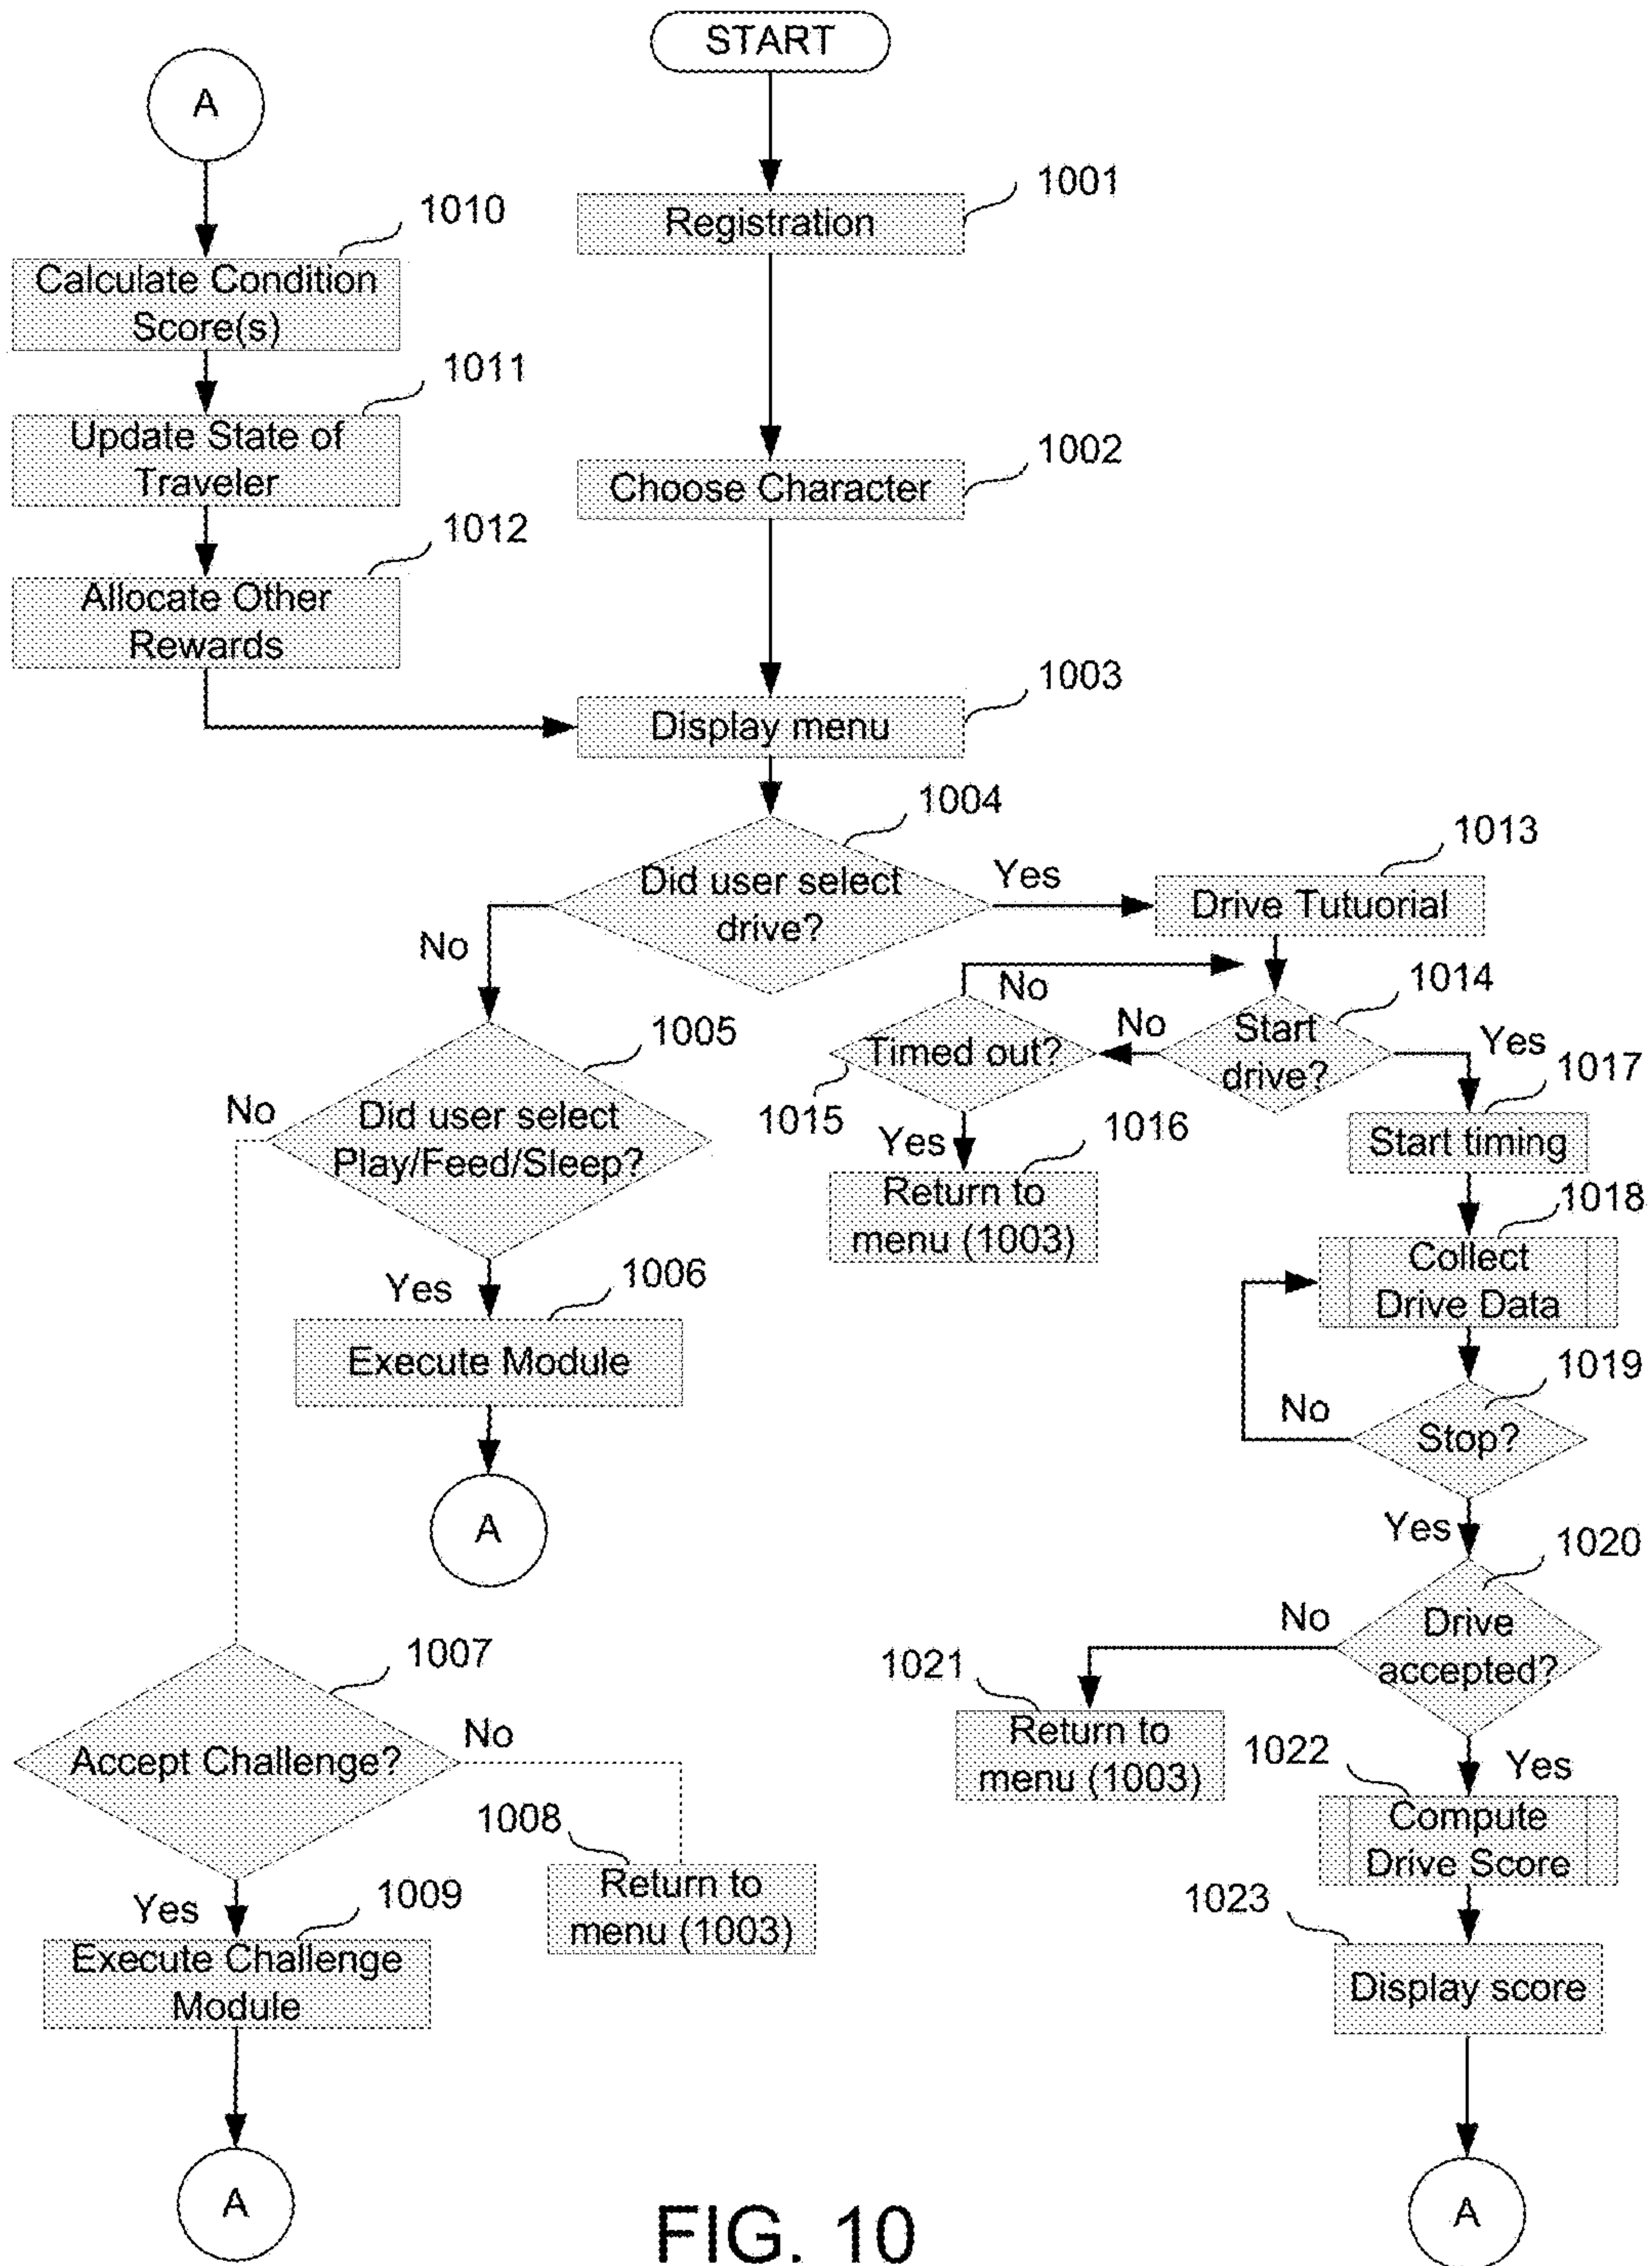 START
A
1001
Registration
1010
Calculate Condition
Score(s)
1011
Update State of
Traveler
1002
Choose Character
1012
Allocate Other
Rewards
1003
Display menu
1004
Did user select
drive?
Yes
1013
Drive Tutuorial
No
No
1014
Start
drive?
No
Timed out?
1015
Yes
1017
Start timing
1005
Did user select
Play/Feed/Sleep?
No
Yes
1016
Return to
menu (1003)
1018
Collect
Drive Data
Yes
1006
Execute Module
1019
Stop?
No
A
Yes
1020
Drive
accepted?
No
1021
Return to
menu (1003)
1007
Accept Challenge?
No
1022
Yes
Compute
Drive Score
1008
Return to
menu (1003)
Yes
1009
Execute Challenge
Module
1023
Display score
A
A
FIG. 10